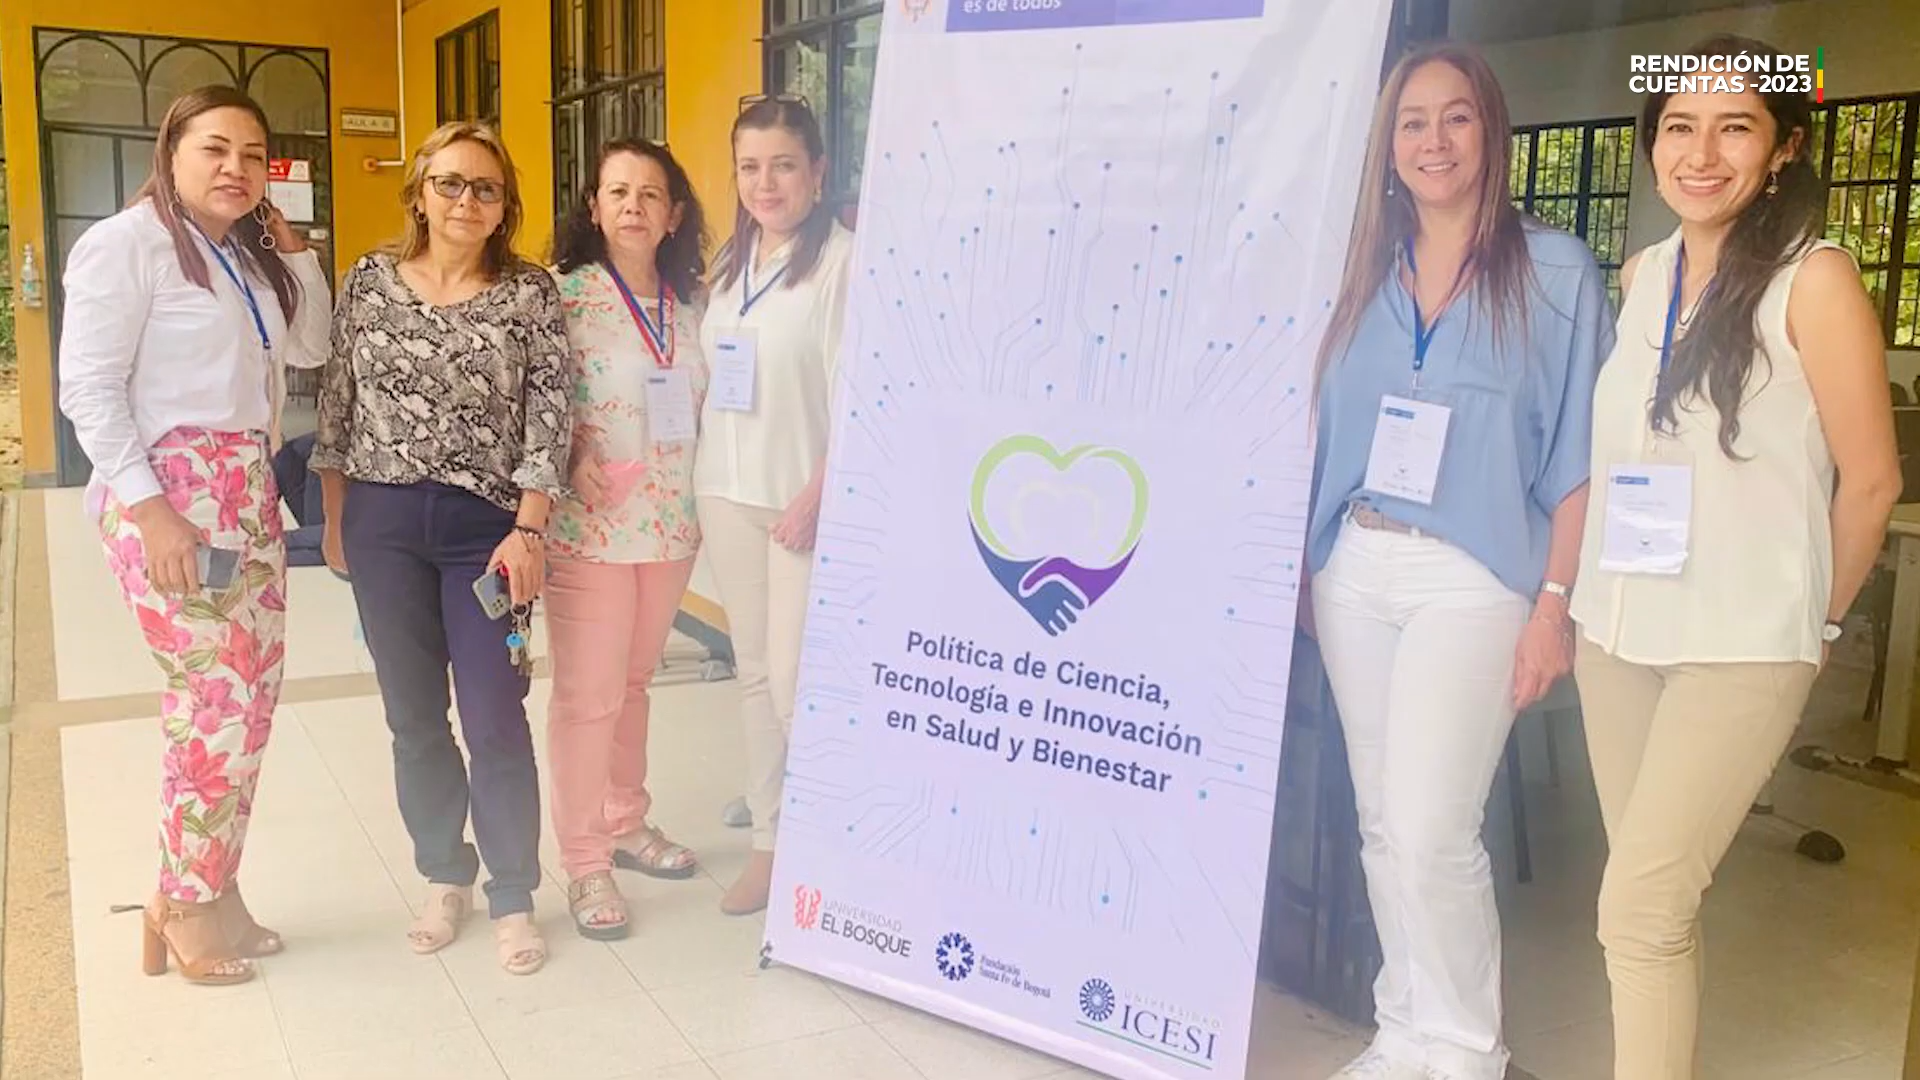 es de todos
RENDICIÓN DE
CUENTAS -2023
AULA 6
Política de Ciencia,
Tecnología e Innovación
en Salud y Bienestar
UNIVERSIDAD
EL BOSQUE
Fundación
Santa Fe de Bogotá
UNIVERSIDAD
ICESI